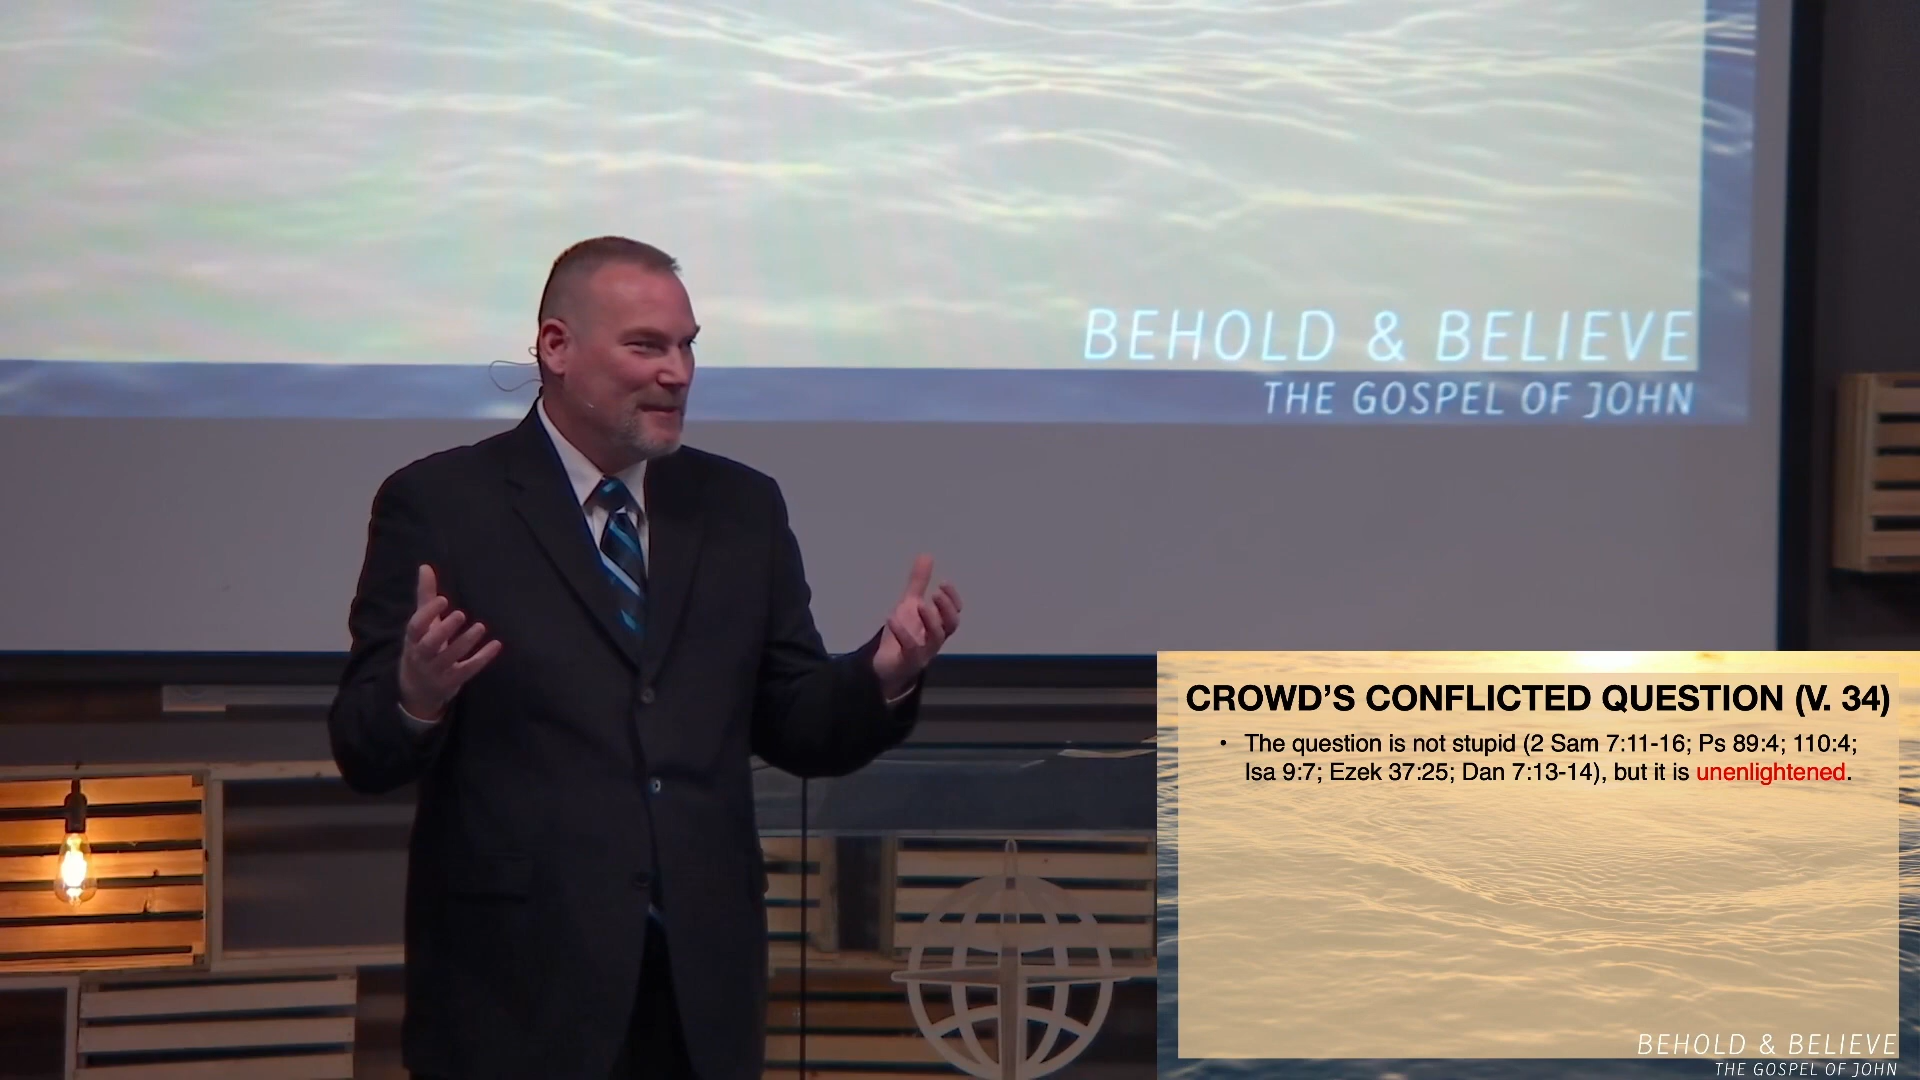 BEHOLD & BELIEVE
THE GOSPEL OF JOHN
CROWD’S CONFLICTED QUESTION (V. 34)
• The question is not stupid (2 Sam 7:11-16; Ps 89:4; 110:4;
Isa 9:7; Ezek 37:25; Dan 7:13-14), but it is unenlightened.
BEHOLD & BELIEVE
THE GOSPEL OF JOHN